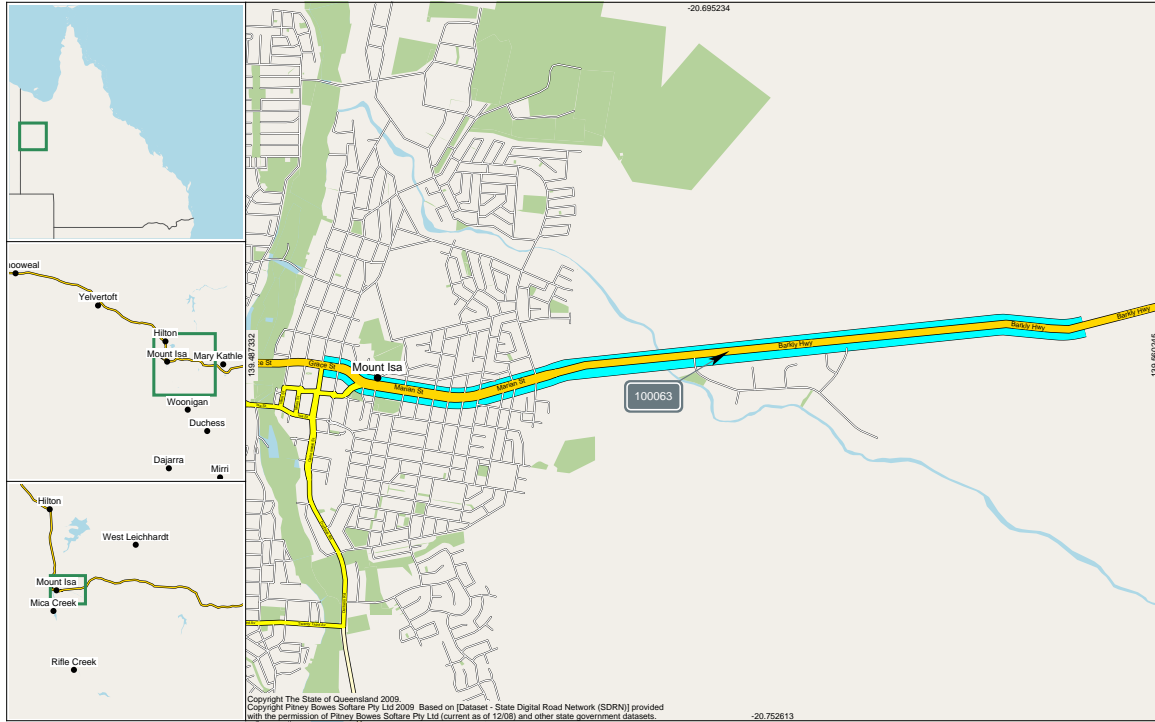 -20.695234
nooweal
Yelvertoft
Hilton
Mount Isa
Mary Kathle
Woonigan
Duchess
Dajarra
Mirri
Hilton
West Leichhardt
Mount Isa
Mica Creek
Rifle Creek
139.487332
Grace St
Mount Isa
Marian St
Marian St
Barkly Hwy
Barkly Hwy
Barkly Hwy
100063
Copyright The State of Queensland 2009.
Copyright Pitney Bowes Softare Pty Ltd 2009 Based on [Dataset - State Digital Road Network (SDRN)] provided
with the permission of Pitney Bowes Softare Pty Ltd (current as of 12/08) and other state government datasets.
-20.752613